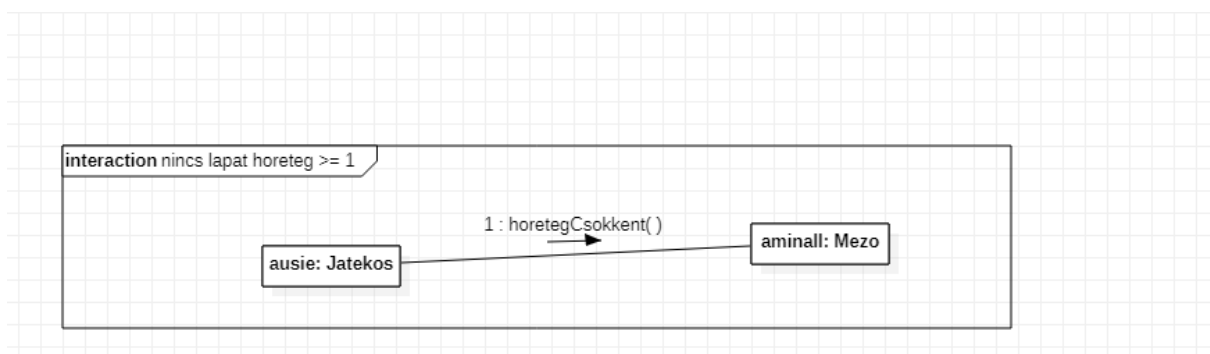 interaction nincs lapat horeteg >= 1
1 : horetegCsokkent( )
aminall: Mezo
ausie: Jatekos